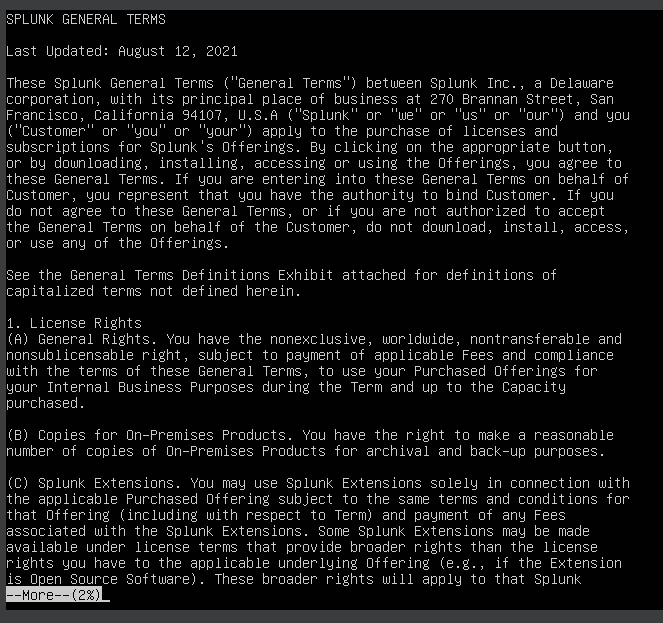 SPLUNK GENERAL TERMS
Last Updated: August 12, 2021
These Splunk General Terms ("General Terms") between Splunk Inc., a Delaware
corporation, with its principal place of business at 270 Brannan Street, San
Francisco, California 94107, U.S.A ("Splunk" or "we" or "us" or "our") and you
("Customer" or "you" or "your") apply to the purchase of licenses and
subscriptions for Splunk's Offerings. By clicking on the appropriate button,
or by downloading, installing, accessing or using the Offerings, you agree to
these General Terms. If you are entering into these General Terms on behalf of
Customer, you represent that you have the authority to bind Customer. If you
do not agree to these General Terms, or if you are not authorized to accept
the General Terms on behalf of the Customer, do not download, install, access,
or use any of the Offerings.
See the General Terms Definitions Exhibit attached for definitions of
capitalized terms not defined herein.
1. License Rights
(A) General Rights. You have the nonexclusive, worldwide, nontransferable and
nonsublicensable right, subject to payment of applicable Fees and compliance
with the terms of these General Terms, to use your Purchased Offerings for
your Internal Business Purposes during the Term and up to the Capacity
purchased.
(B) Copies for On-Premises Products. You have the right to make a reasonable
number of copies of On-Premises Products for archival and back-up purposes.
(C) Splunk Extensions. You may use Splunk Extensions solely in connection with
the applicable Purchased Offering subject to the same terms and conditions for
that Offering (including with respect to Term) and payment of any Fees
associated with the Splunk Extensions. Some Splunk Extensions may be made
available under license terms that provide broader rights than the license
rights you have to the applicable underlying Offering (e.g., if the Extension
is Open Source Software). These broader rights will apply to that Splunk
--More--(2%)